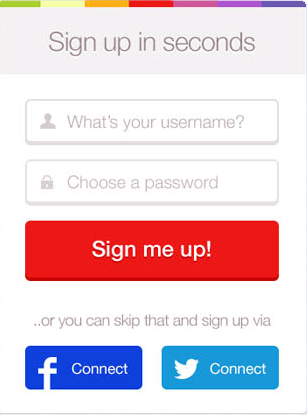 Sign up in seconds
What's your username?
Choose a password
Sign me up!
..or you can skip that and sign up via
Connect
Connect